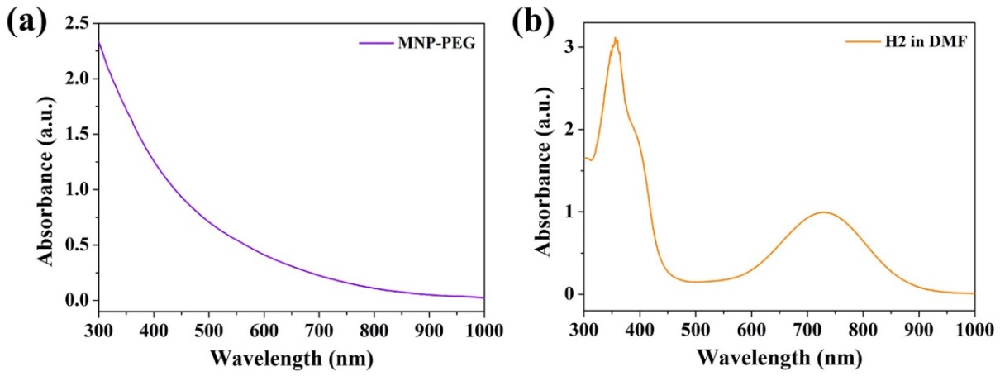 (a)
MNP-PEG
2.5
2.0
1.5
1.0
0.5
0.0
Absorbance (a.u.)
300 400 500 600 700 800 900 1000
Wavelength (nm)
(b)
H2 in DMF
3
2
1
0
Absorbance (a.u.)
300 400 500 600 700 800 900 1000
Wavelength (nm)